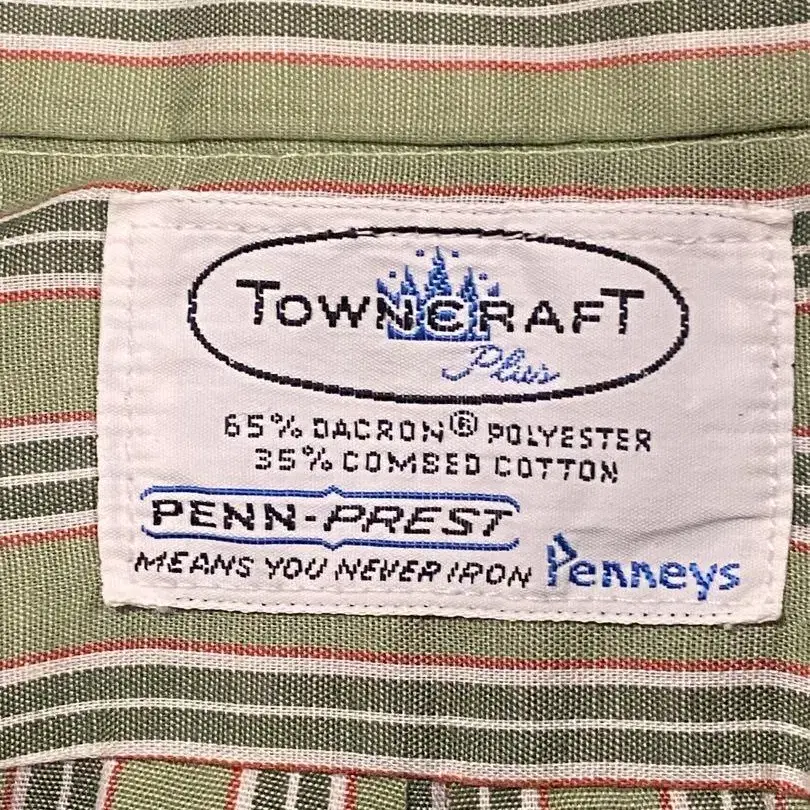 TOWNCRAFT
Plus
65% DACRON® POLYESTER
35% COMBED COTTON
PENN-PREST
MEANS YOU NEVER IRON Penneys